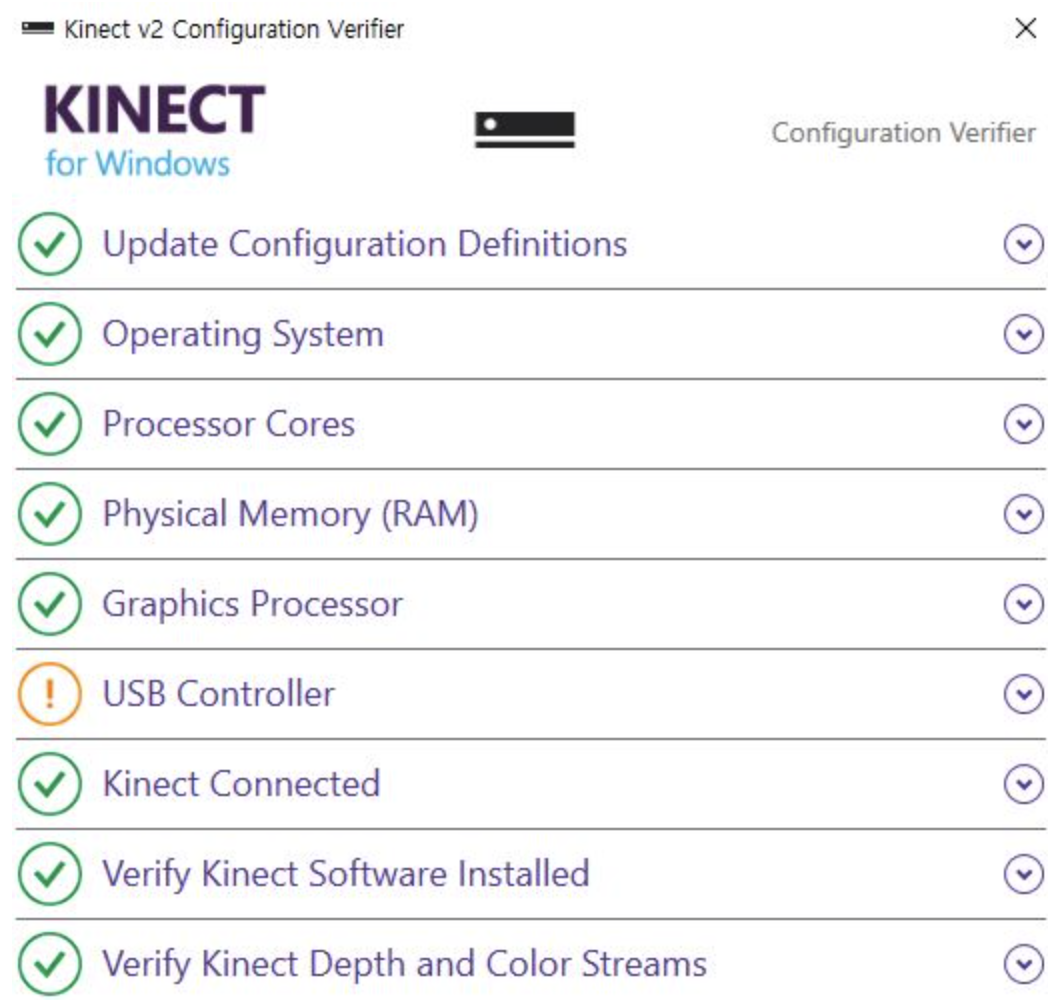 Kinect v2 Configuration Verifier
KINECT
for Windows
Configuration Verifier
Update Configuration Definitions
Operating System
Processor Cores
Physical Memory (RAM)
Graphics Processor
USB Controller
Kinect Connected
Verify Kinect Software Installed
Verify Kinect Depth and Color Streams